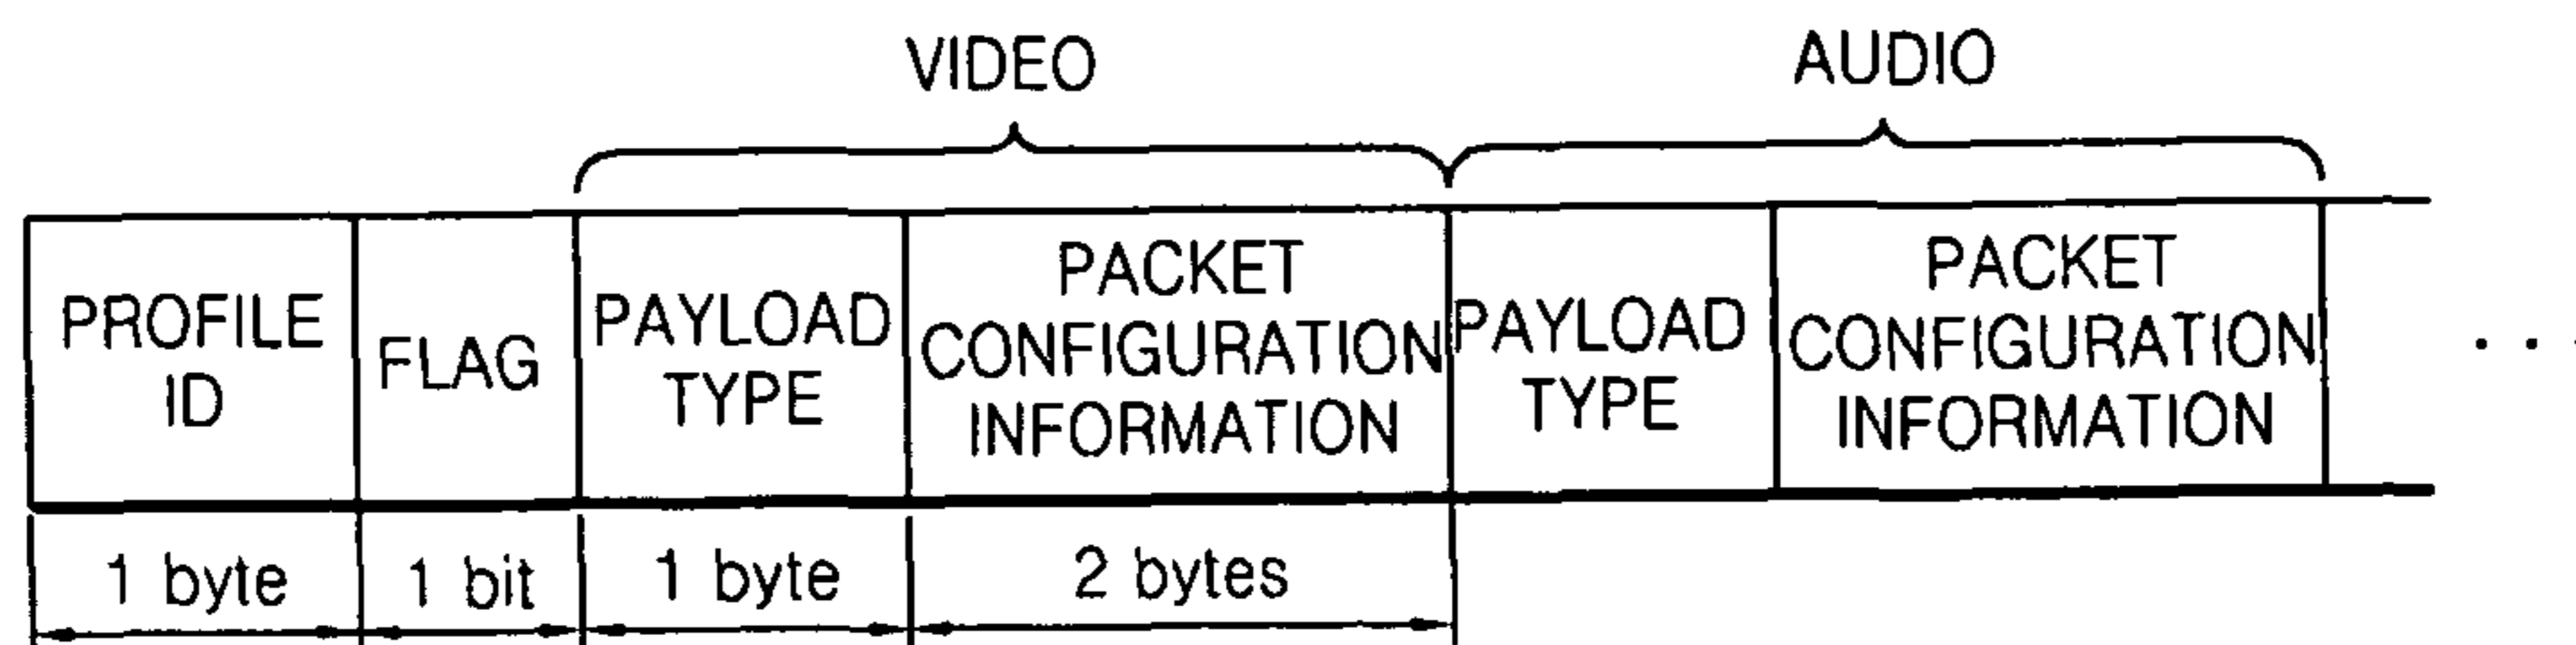 VIDEO
AUDIO
PROFILE
ID
FLAG
PAYLOAD
TYPE
PACKET
CONFIGURATION
INFORMATION
PAYLOAD
TYPE
PACKET
CONFIGURATION
INFORMATION
. . .
1 byte
1 bit
1 byte
2 bytes